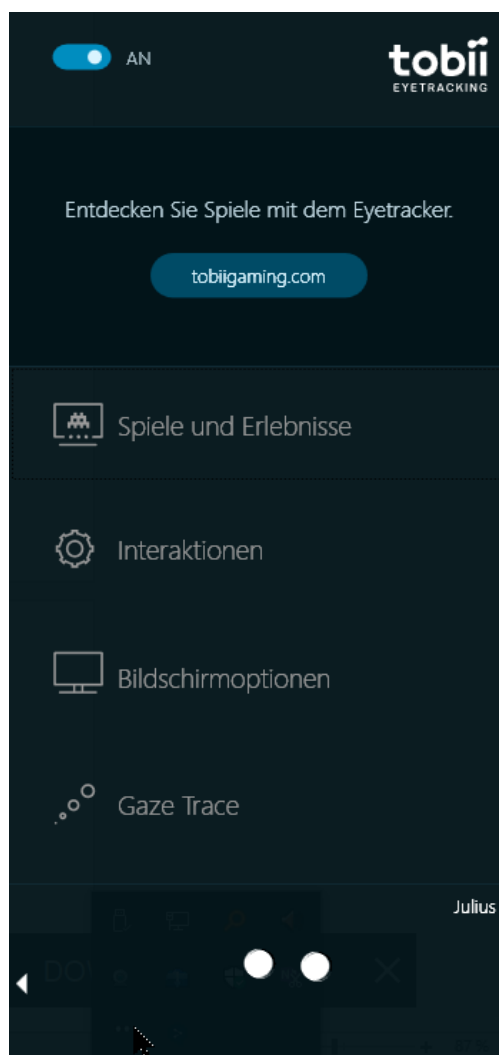 AN
tobii
EYETRACKING
Entdecken Sie Spiele mit dem Eyetracker.
tobiigaming.com
Spiele und Erlebnisse
Interaktionen
Bildschirmoptionen
Gaze Trace
Julius